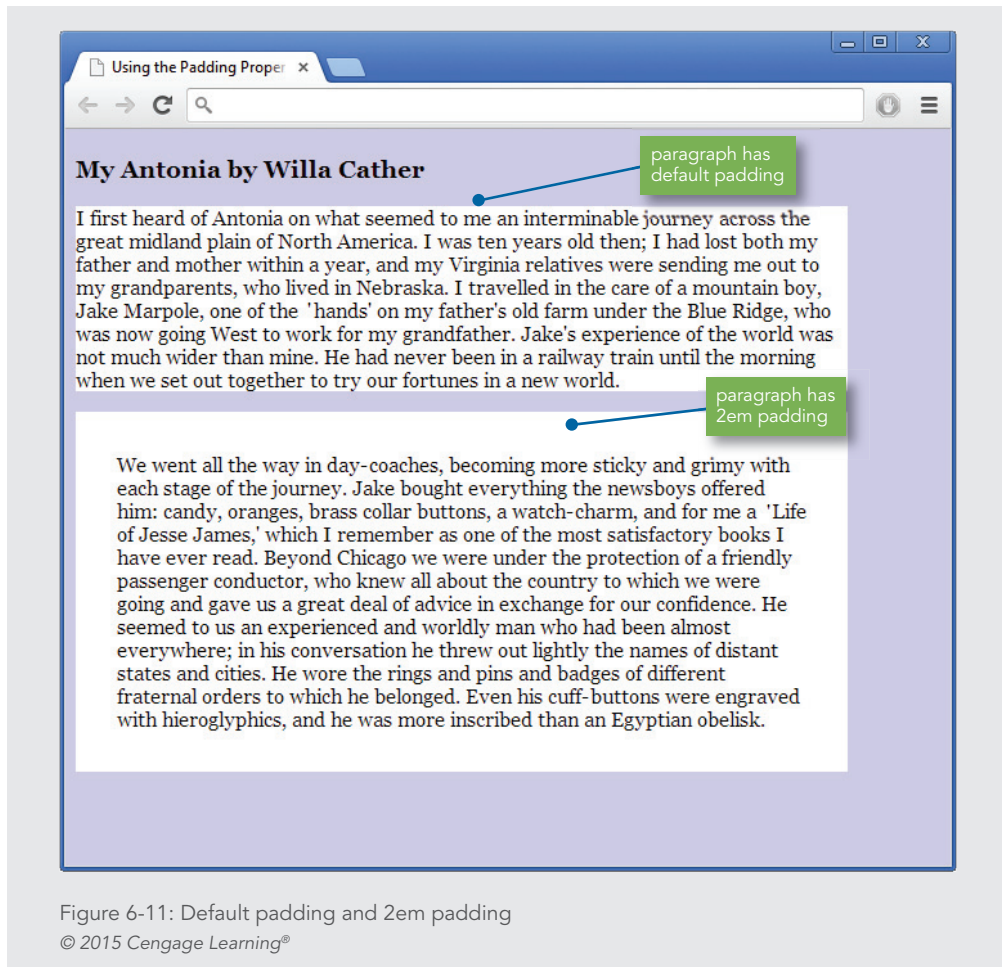 Using the Padding Proper
My Antonia by Willa Cather
paragraph has
default padding
I first heard of Antonia on what seemed to me an interminable journey across the
great midland plain of North America. I was ten years old then; I had lost both my
father and mother within a year, and my Virginia relatives were sending me out to
my grandparents, who lived in Nebraska. I travelled in the care of a mountain boy,
Jake Marpole, one of the 'hands' on my father's old farm under the Blue Ridge, who
was now going West to work for my grandfather. Jake's experience of the world was
not much wider than mine. He had never been in a railway train until the morning
when we set out together to try our fortunes in a new world.
paragraph has
2em padding
We went all the way in day-coaches, becoming more sticky and grimy with
each stage of the journey. Jake bought everything the newsboys offered
him: candy, oranges, brass collar buttons, a watch-charm, and for me a 'Life
of Jesse James,' which I remember as one of the most satisfactory books I
have ever read. Beyond Chicago we were under the protection of a friendly
passenger conductor, who knew all about the country to which we were
going and gave us a great deal of advice in exchange for our confidence. He
seemed to us an experienced and worldly man who had been almost
everywhere; in his conversation he threw out lightly the names of distant
states and cities. He wore the rings and pins and badges of different
fraternal orders to which he belonged. Even his cuff-buttons were engraved
with hieroglyphics, and he was more inscribed than an Egyptian obelisk.
Figure 6-11: Default padding and 2em padding
© 2015 Cengage Learning®